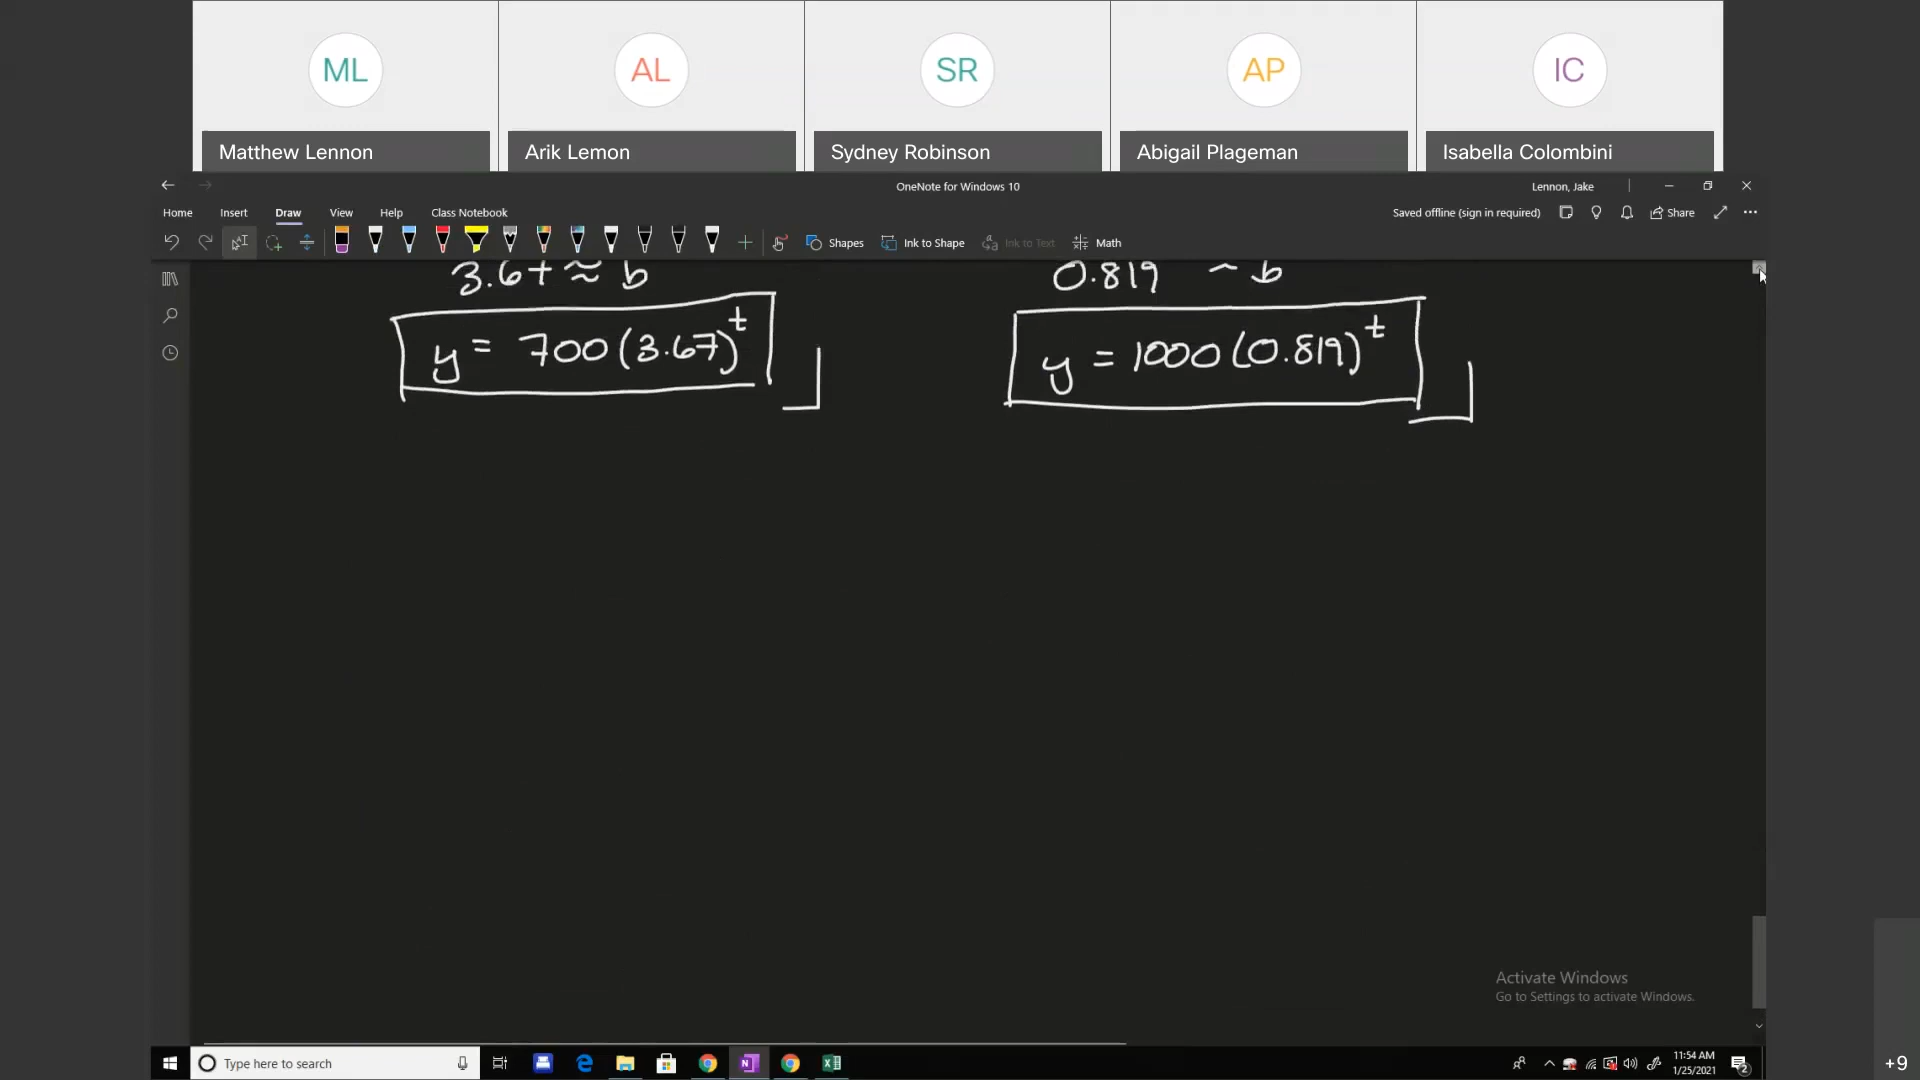 ML AL SR AP IC
Matthew Lennon Arik Lemon Sydney Robinson Abigail Plageman Isabella Colombini
OneNote for Windows 10 Lennon, Jake
Home Insert Draw View Help Class Notebook Saved offline (sign in required) Share
Shapes Ink to Shape Ink to Text Math
3.67 ≈ b 0.819 ~ b
y = 700(3.67)^t y = 1000(0.819)^t
Activate Windows
Go to Settings to activate Windows.
Type here to search 11:54 AM
1/25/2021 2
+9